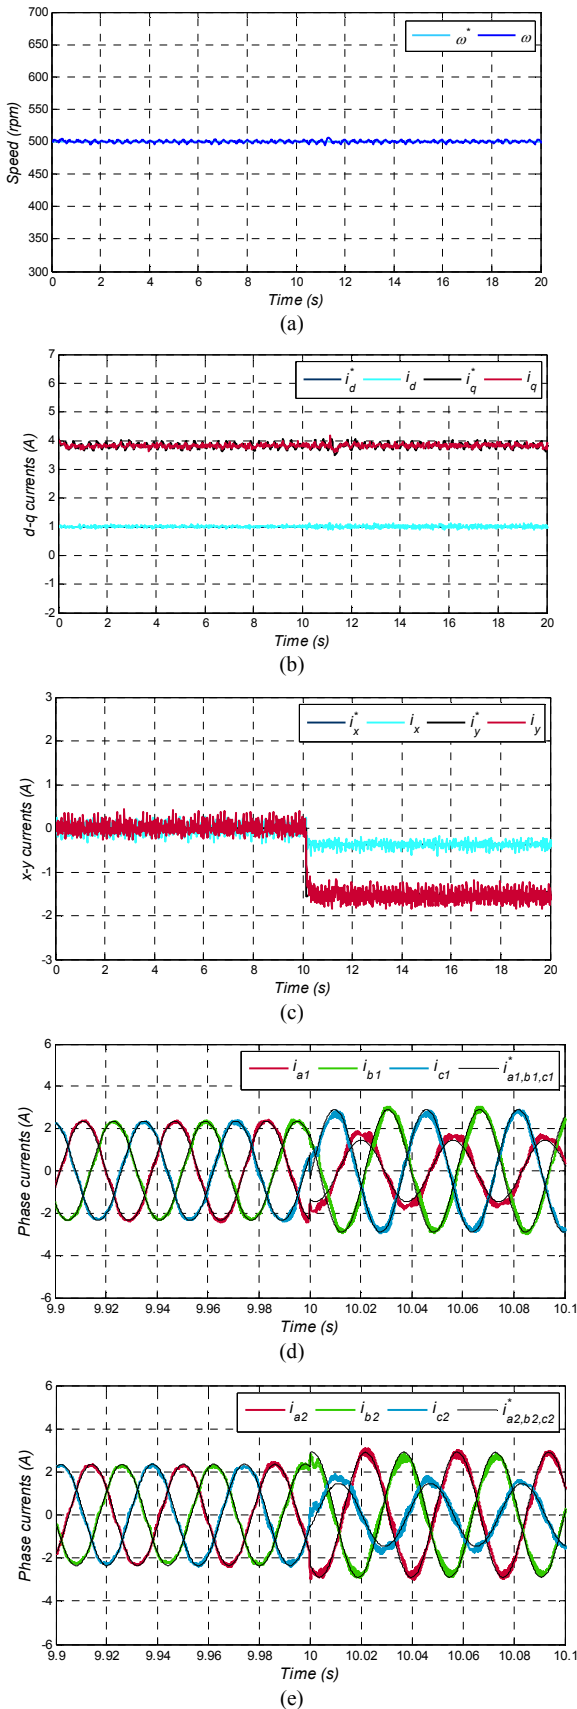 700
650
600
550
500
450
400
350
300
Speed (rpm)
ω* ω
0 2 4 6 8 10 12 14 16 18 20
Time (s)
(a)
7
6
5
4
3
2
1
0
-1
-2
d-q currents (A)
i*d id i*q iq
0 2 4 6 8 10 12 14 16 18 20
Time (s)
(b)
3
2
1
0
-1
-2
-3
x-y currents (A)
i*x ix i*y iy
0 2 4 6 8 10 12 14 16 18 20
Time (s)
(c)
6
4
2
0
-2
-4
-6
Phase currents (A)
ia1 ib1 ic1 i*a1,b1,c1
9.9 9.92 9.94 9.96 9.98 10 10.02 10.04 10.06 10.08 10.1
Time (s)
(d)
6
4
2
0
-2
-4
-6
Phase currents (A)
ia2 ib2 ic2 i*a2,b2,c2
9.9 9.92 9.94 9.96 9.98 10 10.02 10.04 10.06 10.08 10.1
Time (s)
(e)